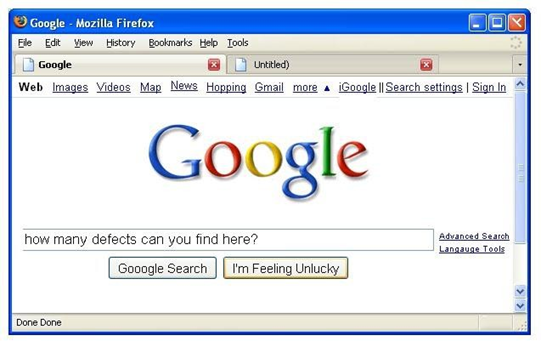 Google - Mozilla Firefox
File Edit View History Bookmarks Help Tools
Google Untitled)
Web Images Videos Map News Hopping Gmail more ▲ iGoogle || Search settings | Sign In
Google
how many defects can you find here?
Advanced Search
Langauge Tools
Gooogle Search I'm Feeling Unlucky
Done Done